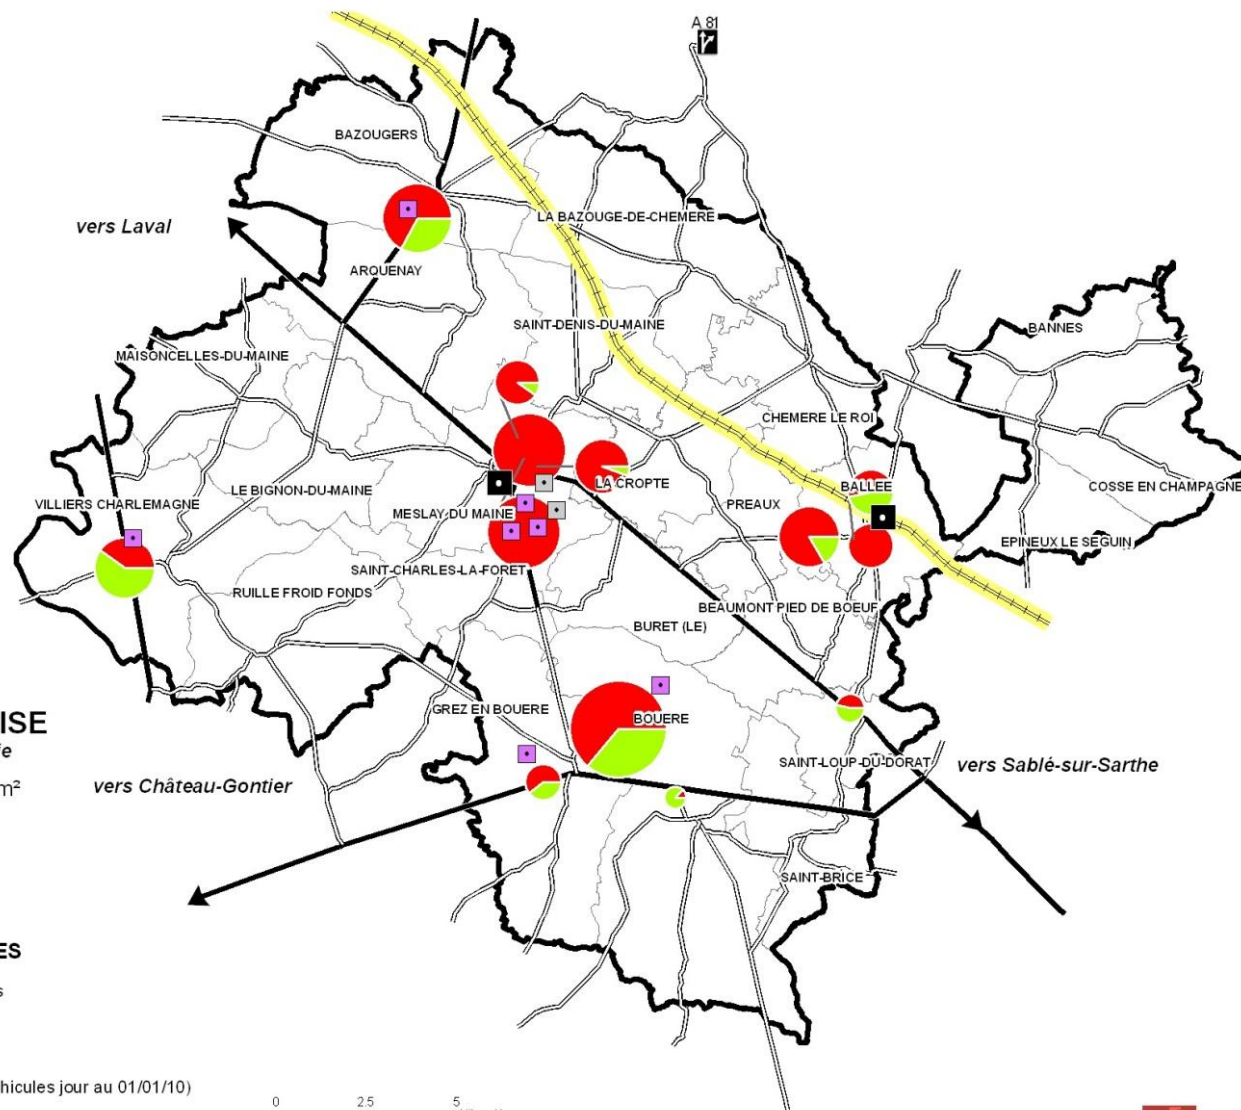 A 81
BAZOUGERS
LA BAZOUGE-DE-CHEMERE
vers Laval
ARQUENAY
SAINT-DENIS-DU-MAINE
BANNES
MAISONCELLES-DU-MAINE
CHEMERE LE ROI
LA CROPTE
BALLEE
COSSE EN CHAMPAGNE
LE BIGNON-DU-MAINE
VILLIERS CHARLEMAGNE
PREAUX
MESLAY DU MAINE
EPINEUX LE SEGUIN
SAINT-CHARLES-LA-FORET
RUILLE FROID FONDS
BEAUMONT PIED DE BOEUF
BURET (LE)
GREZ EN BOUERE
BOUERE
ISE
ie
SAINT-LOUP-DU-DORAT
vers Sablé-sur-Sarthe
m²
vers Château-Gontier
SAINT-BRICE
ES
s
hicules jour au 01/01/10)
0 2.5 5